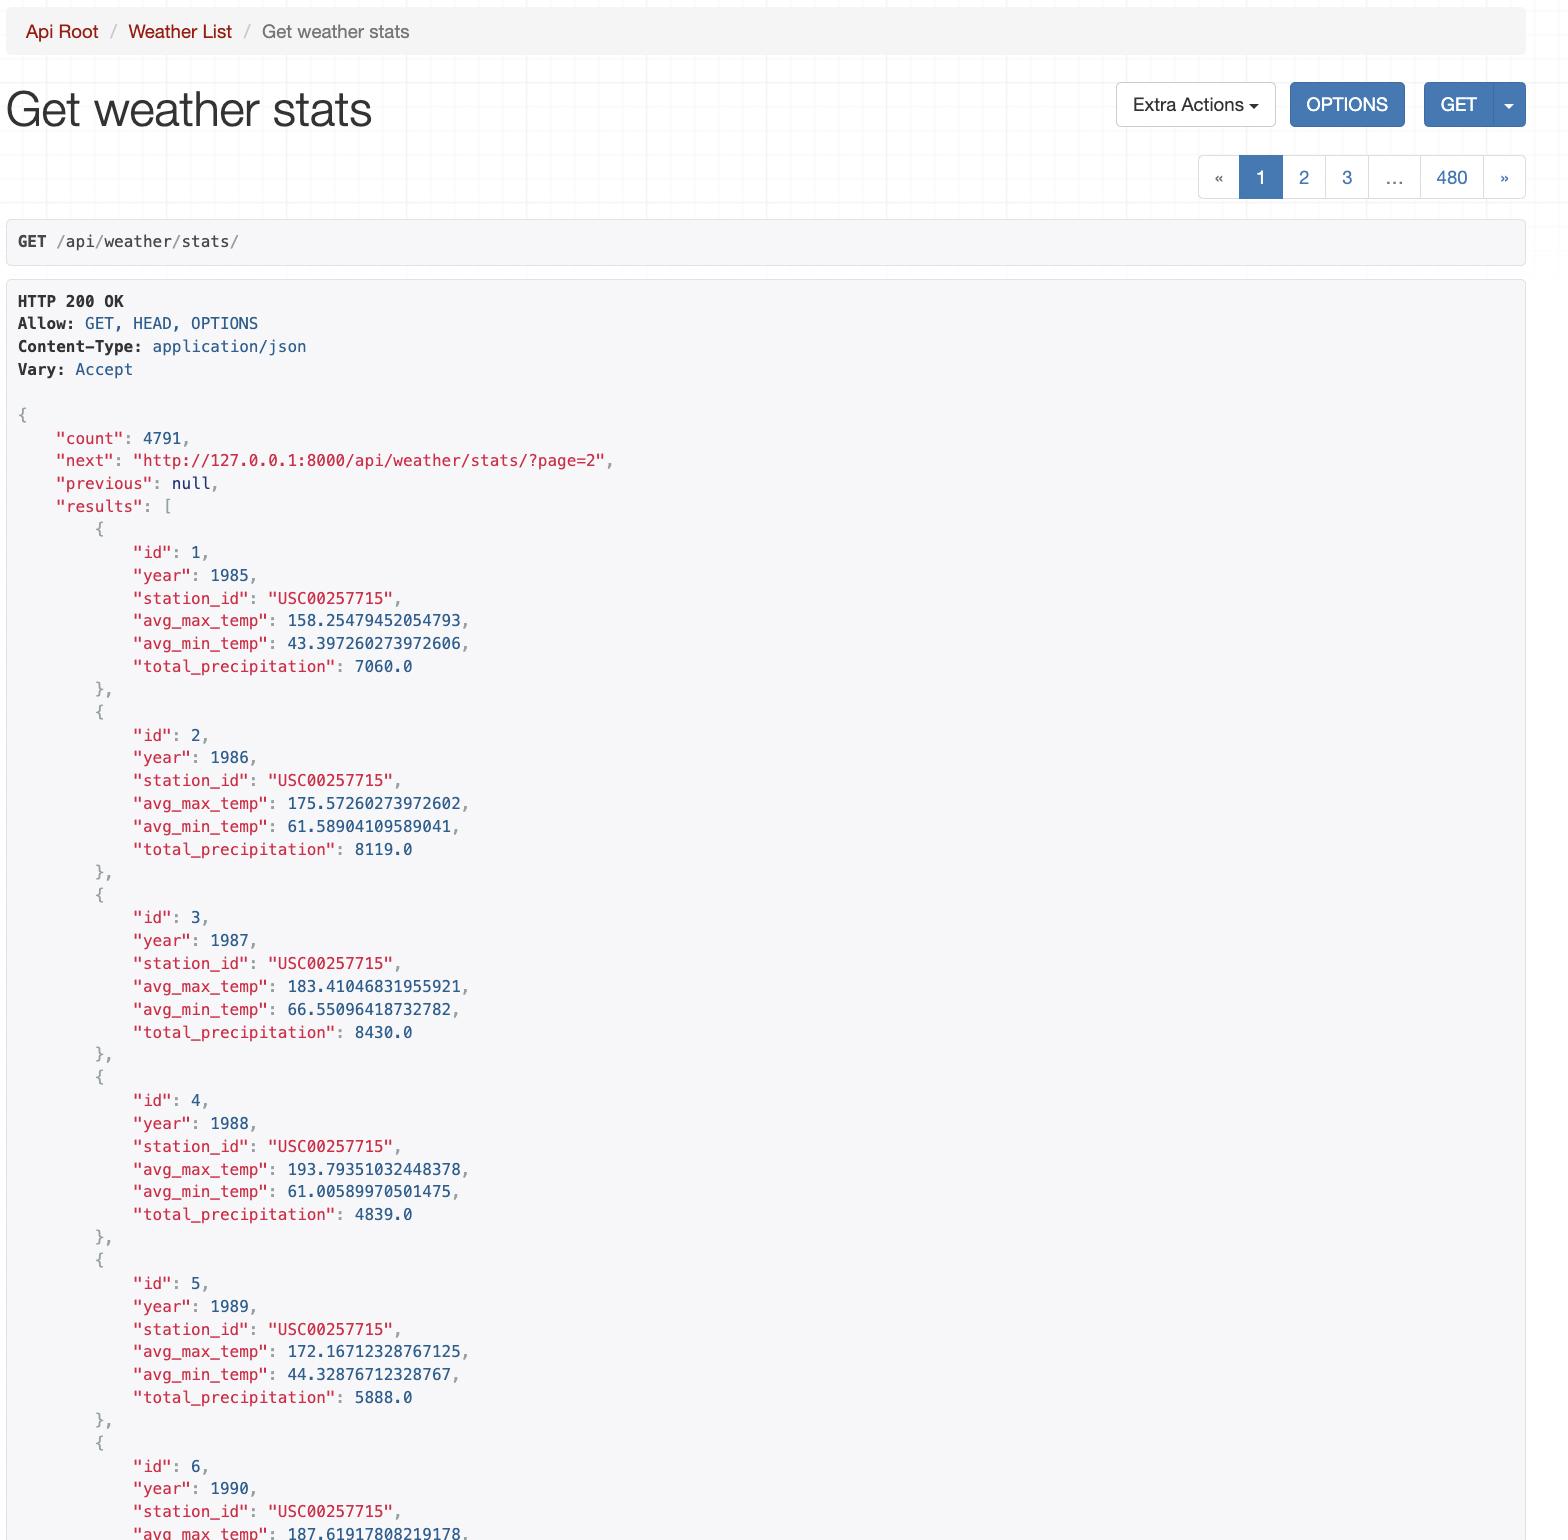 Api Root / Weather List / Get weather stats
Get weather stats
Extra Actions OPTIONS GET
« 1 2 3 … 480 »
GET /api/weather/stats/
HTTP 200 OK
Allow: GET, HEAD, OPTIONS
Content-Type: application/json
Vary: Accept
{
    "count": 4791,
    "next": "http://127.0.0.1:8000/api/weather/stats/?page=2",
    "previous": null,
    "results": [
        {
            "id": 1,
            "year": 1985,
            "station_id": "USC00257715",
            "avg_max_temp": 158.25479452054793,
            "avg_min_temp": 43.397260273972606,
            "total_precipitation": 7060.0
        },
        {
            "id": 2,
            "year": 1986,
            "station_id": "USC00257715",
            "avg_max_temp": 175.57260273972602,
            "avg_min_temp": 61.58904109589041,
            "total_precipitation": 8119.0
        },
        {
            "id": 3,
            "year": 1987,
            "station_id": "USC00257715",
            "avg_max_temp": 183.41046831955921,
            "avg_min_temp": 66.55096418732782,
            "total_precipitation": 8430.0
        },
        {
            "id": 4,
            "year": 1988,
            "station_id": "USC00257715",
            "avg_max_temp": 193.79351032448378,
            "avg_min_temp": 61.00589970501475,
            "total_precipitation": 4839.0
        },
        {
            "id": 5,
            "year": 1989,
            "station_id": "USC00257715",
            "avg_max_temp": 172.16712328767125,
            "avg_min_temp": 44.32876712328767,
            "total_precipitation": 5888.0
        },
        {
            "id": 6,
            "year": 1990,
            "station_id": "USC00257715",
            "avg_max_temp": 187.61917808219178,